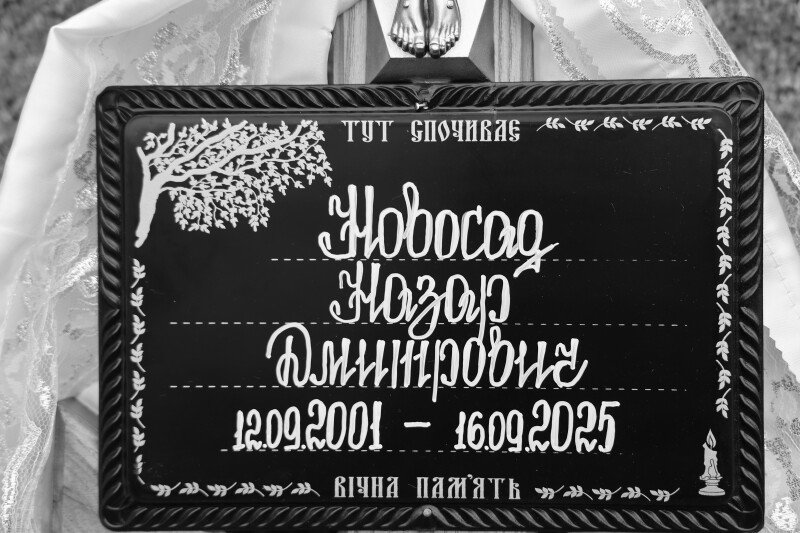 ТУТ СПОЧИВАЄ
Новосад
Назар
Дмитрович
12.09.2001 – 16.09.2025
ВІЧНА ПАМ'ЯТЬ